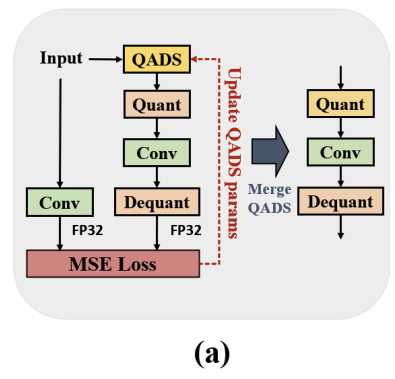 Input
QADS
Quant
Conv
Conv
Dequant
FP32
FP32
MSE Loss
Update QADS params
Merge
QADS
Quant
Conv
Dequant
(a)